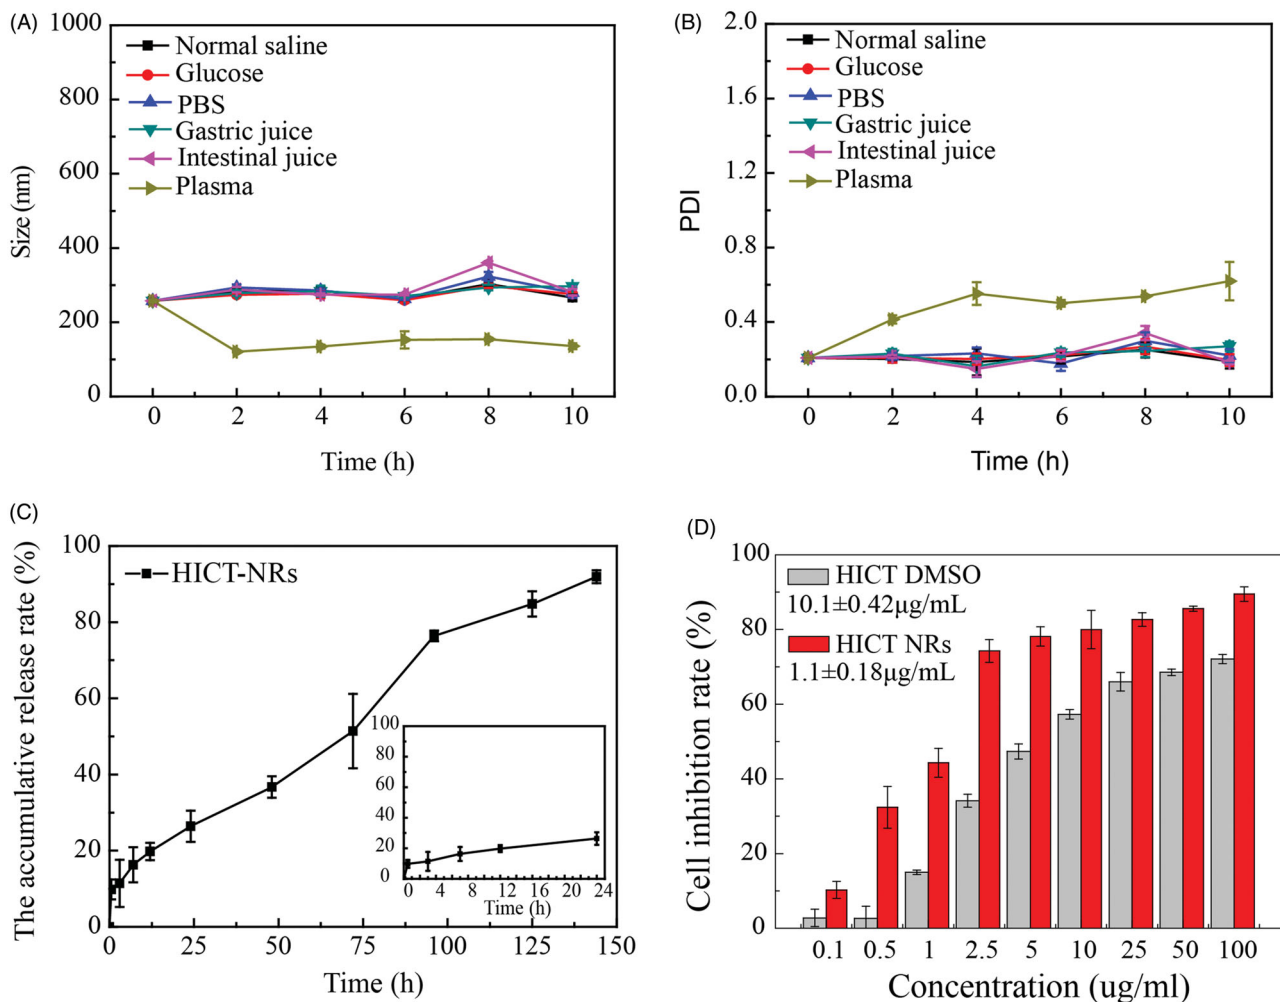 (A)
1000
800
600
400
200
0
Size (nm)
Normal saline
Glucose
PBS
Gastric juice
Intestinal juice
Plasma
0 2 4 6 8 10
Time (h)
(B)
2.0
1.6
1.2
0.8
0.4
0.0
PDI
Normal saline
Glucose
PBS
Gastric juice
Intestinal juice
Plasma
0 2 4 6 8 10
Time (h)
(C)
100
80
60
40
20
0
The accumulative release rate (%)
HICT-NRs
100
80
60
40
20
0
0 4 8 12 16 20 24
Time (h)
0 25 50 75 100 125 150
Time (h)
(D)
100
80
60
40
20
0
Cell inhibition rate (%)
HICT DMSO
10.1±0.42μg/mL
HICT NRs
1.1±0.18μg/mL
0.1 0.5 1 2.5 5 10 25 50 100
Concentration (ug/ml)